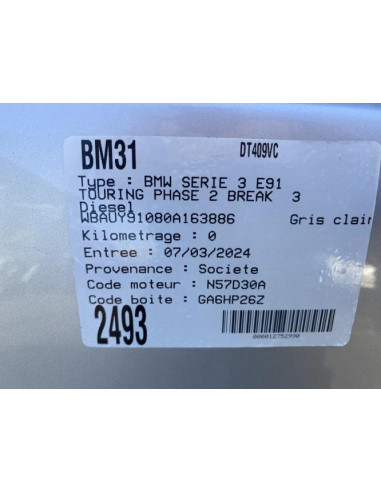 BM31 DT409VC
Type : BMW SERIE 3 E91
TOURING PHASE 2 BREAK 3
Diesel
WBAUY91080A163886 Gris clair
Kilometrage : 0
Entree : 07/03/2024
Provenance : Societe
Code moteur : N57D30A
Code boite : GA6HP26Z
2493
000012752990